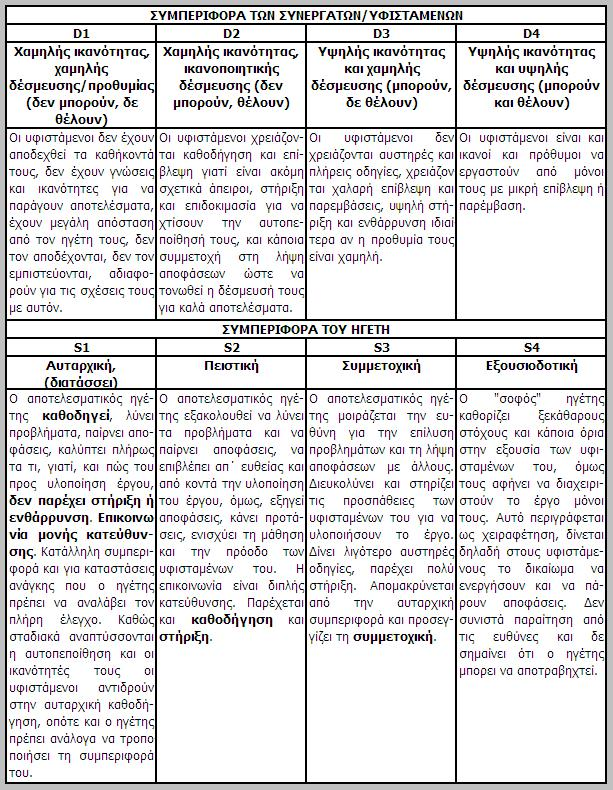 ΣΥΜΠΕΡΙΦΟΡΑ ΤΩΝ ΣΥΝΕΡΓΑΤΩΝ/ΥΦΙΣΤΑΜΕΝΩΝ
D1
Χαμηλής ικανότητας,
χαμηλής
δέσμευσης/προθυμίας
(δεν μπορούν, δε
θέλουν)
Οι υφιστάμενοι δεν έχουν
αποδεχθεί τα καθήκοντά
τους, δεν έχουν γνώσεις
και ικανότητες για να
παράγουν αποτελέσματα,
έχουν μεγάλη απόσταση
από τον ηγέτη τους, δεν
τον αποδέχονται, δεν τον
εμπιστεύονται, αδιαφο-
ρούν για τις σχέσεις τους
με αυτόν.
D2
Χαμηλής ικανότητας,
ικανοποιητικής
δέσμευσης (δεν
μπορούν, θέλουν)
Οι υφιστάμενοι χρειάζον-
ται καθοδήγηση και επί-
βλεψη γιατί είναι ακόμη
σχετικά άπειροι, στήριξη
και επιδοκιμασία για να
χτίσουν την αυτοπε-
ποίθησή τους, και κάποια
συμμετοχή στη λήψη
αποφάσεων ώστε να
τονωθεί η δέσμευσή τους
για καλά αποτελέσματα.
D3
Υψηλής ικανότητας
και χαμηλής
δέσμευσης (μπορούν,
δε θέλουν)
Οι υφιστάμενοι δεν
χρειάζονται αυστηρές και
πλήρεις οδηγίες, χρειάζον
ται χαλαρή επίβλεψη και
παρεμβάσεις, υψηλή στή-
ριξη και ενθάρρυνση ιδιαί
τερα αν η προθυμία τους
είναι χαμηλή.
D4
Υψηλής ικανότητας
και υψηλής
δέσμευσης (μπορούν
και θέλουν)
Οι υφιστάμενοι είναι και
ικανοί και πρόθυμοι να
εργαστούν από μόνοι
τους με μικρή επίβλεψη ή
παρέμβαση.
ΣΥΜΠΕΡΙΦΟΡΑ ΤΟΥ ΗΓΕΤΗ
S1
Αυταρχική,
(διατάσσει)
Ο αποτελεσματικός ηγέ-
της καθοδηγεί, λύνει
προβλήματα, παίρνει απο-
φάσεις, καλύπτει πλήρως
τα τι, γιατί, και πώς του
προς υλοποίηση έργου,
δεν παρέχει στήριξη ή
ενθάρρυνση. Επικοινω
νία μονής κατεύθυν-
σης. Κατάλληλη συμπερι-
φορά και για καταστάσεις
ανάγκης που ο ηγέτης
πρέπει να αναλάβει τον
πλήρη έλεγχο. Καθώς
σταδιακά αναπτύσσονται
η αυτοπεποίθηση και οι
ικανότητές τους οι
υφιστάμενοι αντιδρούν
στην αυταρχική καθοδή-
γηση, οπότε και ο ηγέτης
πρέπει ανάλογα να τροπο
ποιήσει τη συμπεριφορά
του.
S2
Πειστική
Ο αποτελεσματικός ηγέ-
της εξακολουθεί να λύνει
τα προβλήματα και να
παίρνει αποφάσεις, να
επιβλέπει απ΄ ευθείας και
από κοντά την υλοποίηση
του έργου, όμως, εξηγεί
αποφάσεις, κάνει προτά-
σεις, ενισχύει τη μάθηση
και την πρόοδο των
υφισταμένων του. Η
επικοινωνία είναι διπλής
κατεύθυνσης. Παρέχεται
και καθοδήγηση και
στήριξη.
S3
Συμμετοχική
Ο αποτελεσματικός ηγέ-
της μοιράζεται την ευ-
θύνη για την επίλυση
προβλημάτων και τη λήψη
αποφάσεων με άλλους.
Διευκολύνει και στηρίζει
τις προσπάθειες των
υφισταμένων του για να
υλοποιήσουν το έργο.
Δίνει λιγότερο αυστηρές
οδηγίες, παρέχει πολύ
στήριξη. Απομακρύνεται
από την αυταρχική
συμπεριφορά και προσεγ-
γίζει τη συμμετοχική.
S4
Εξουσιοδοτική
Ο "σοφός" ηγέτης
καθορίζει ξεκάθαρους
στόχους και κάποια όρια
στην εξουσία των υφι-
σταμένων του, όμως
τους αφήνει να διαχειρι-
στούν το έργο μόνοι
τους. Αυτό περιγράφεται
ως χειραφέτηση, δίνεται
δηλαδή στους υφιστάμε-
νους το δικαίωμα να
ενεργήσουν και να πά-
ρουν αποφάσεις. Δεν
συνιστά παραίτηση από
τις ευθύνες και δε
σημαίνει ότι ο ηγέτης
μπορει να αποτραβηχτεί.